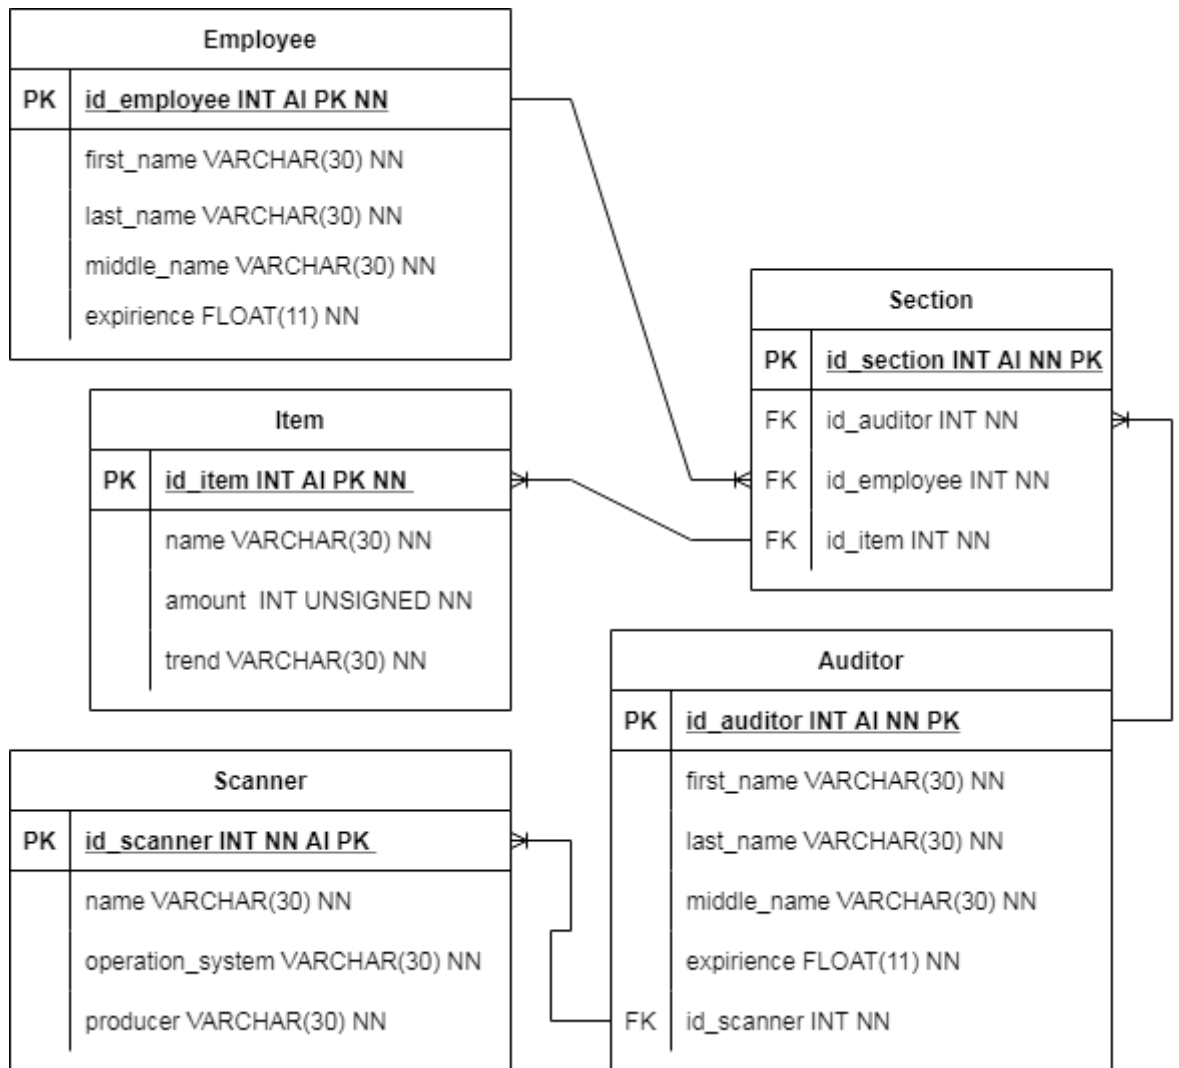 Employee
PK id_employee INT AI PK NN
first_name VARCHAR(30) NN
last_name VARCHAR(30) NN
middle_name VARCHAR(30) NN
expirience FLOAT(11) NN
Item
PK id_item INT AI PK NN
name VARCHAR(30) NN
amount INT UNSIGNED NN
trend VARCHAR(30) NN
Scanner
PK id_scanner INT NN AI PK
name VARCHAR(30) NN
operation_system VARCHAR(30) NN
producer VARCHAR(30) NN
Section
PK id_section INT AI NN PK
FK id_auditor INT NN
FK id_employee INT NN
FK id_item INT NN
Auditor
PK id_auditor INT AI NN PK
first_name VARCHAR(30) NN
last_name VARCHAR(30) NN
middle_name VARCHAR(30) NN
expirience FLOAT(11) NN
FK id_scanner INT NN